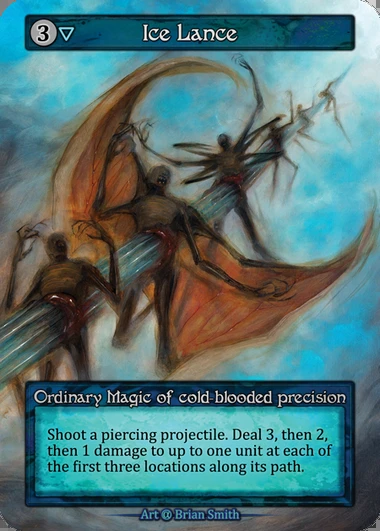 3
Ice Lance
Ordinary Magic of cold-blooded precision
Shoot a piercing projectile. Deal 3, then 2,
then 1 damage to up to one unit at each of
the first three locations along its path.
Art @ Brian Smith